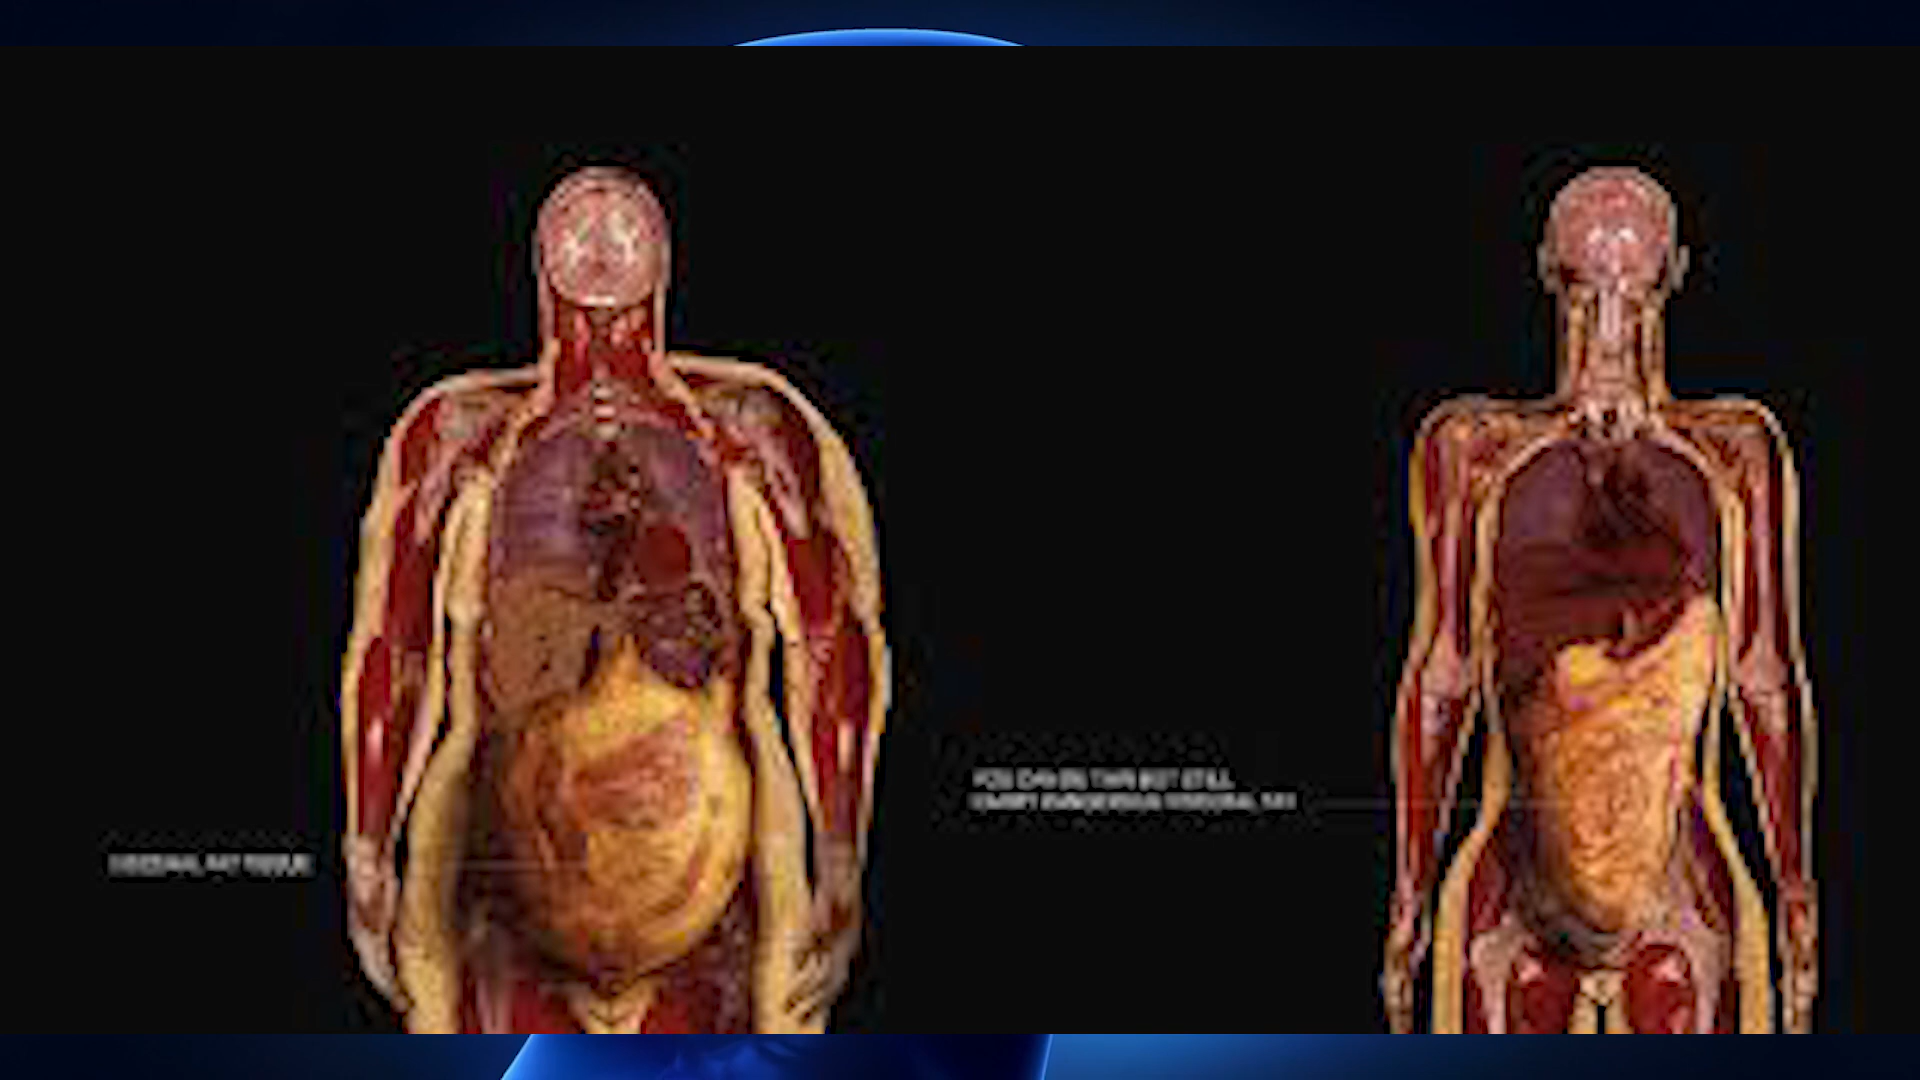 VISCERAL FAT TISSUE
YOU CAN BE THIN BUT STILL
CARRY DANGEROUS VISCERAL FAT